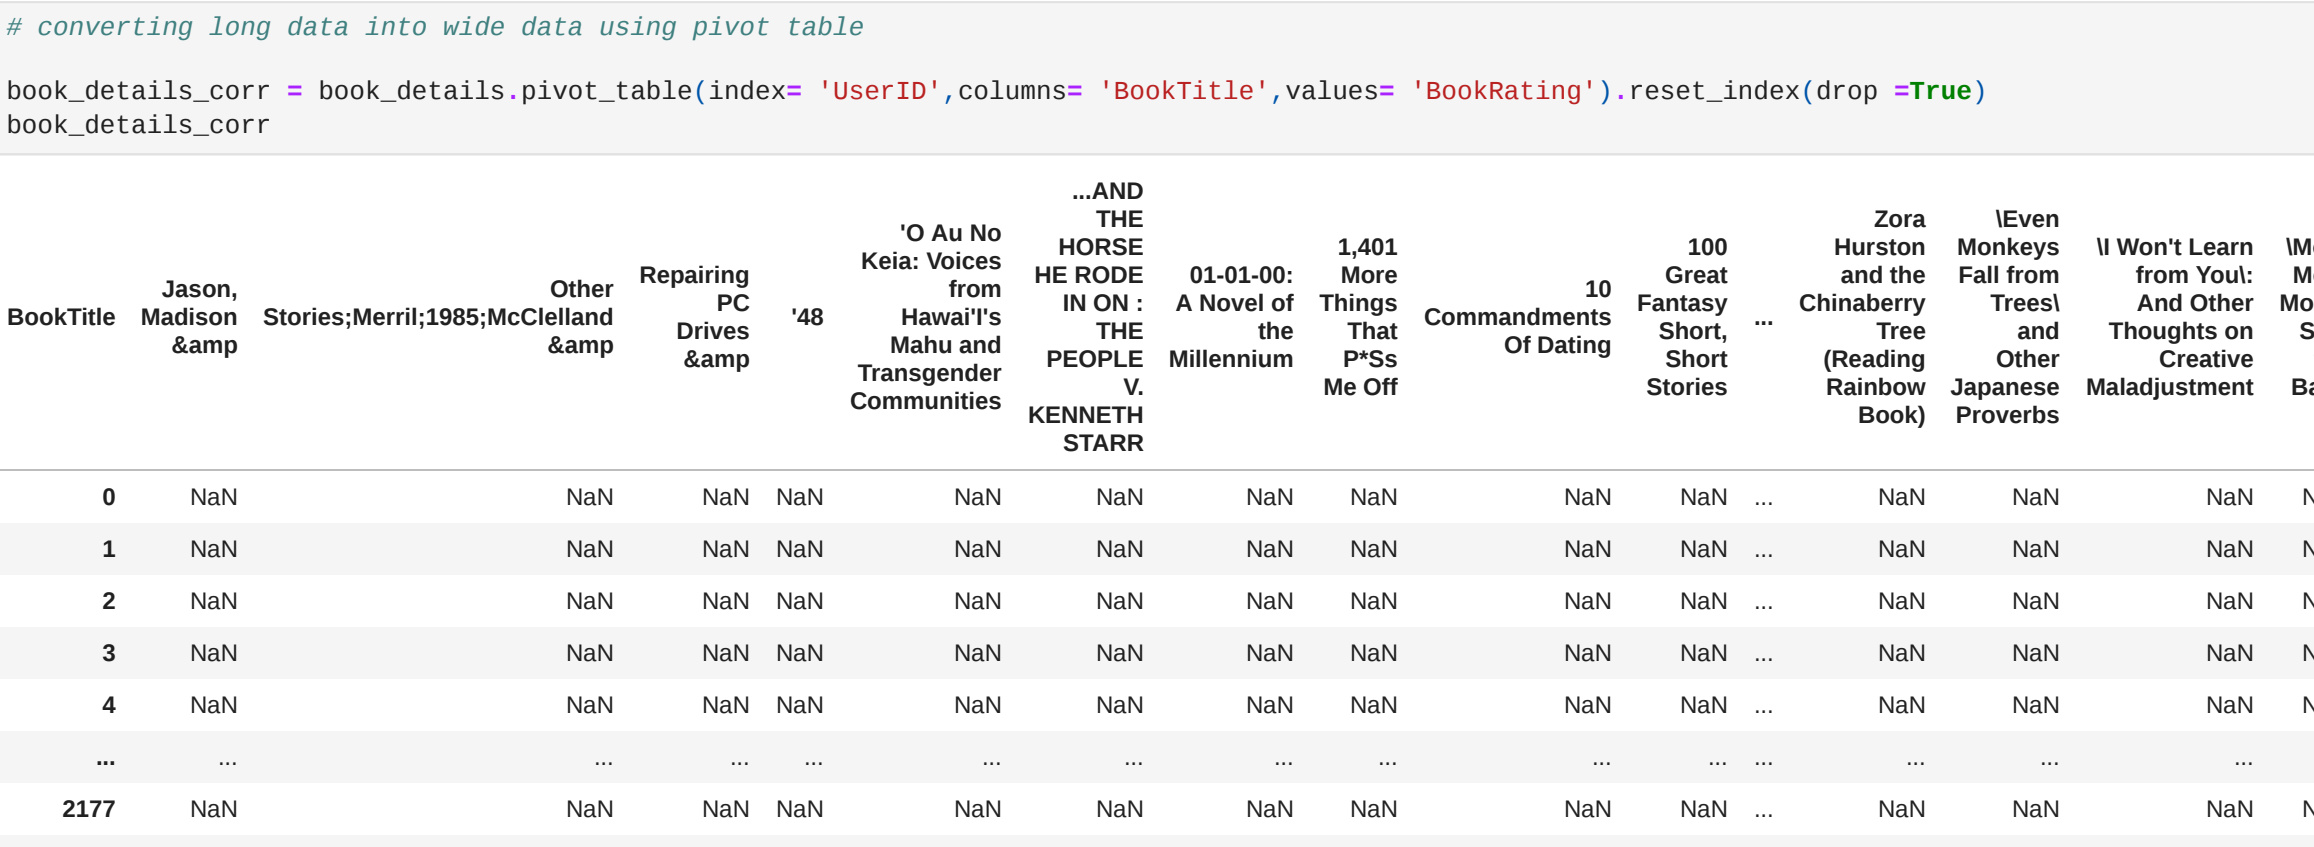 # converting long data into wide data using pivot table
book_details_corr = book_details.pivot_table(index= 'UserID',columns= 'BookTitle',values= 'BookRating').reset_index(drop =True)
book_details_corr
BookTitle
Jason,
Madison
&amp
Other
Stories;Merril;1985;McClelland
&amp
Repairing
PC
Drives
&amp
'48
'O Au No
Keia: Voices
from
Hawai'I's
Mahu and
Transgender
Communities
...AND
THE
HORSE
HE RODE
IN ON :
THE
PEOPLE
V.
KENNETH
STARR
01-01-00:
A Novel of
the
Millennium
1,401
More
Things
That
P*Ss
Me Off
10
Commandments
Of Dating
100
Great
Fantasy
Short,
Short
Stories
...
Zora
Hurston
and the
Chinaberry
Tree
(Reading
Rainbow
Book)
\Even
Monkeys
Fall from
Trees\
and
Other
Japanese
Proverbs
\I Won't Learn
from You\:
And Other
Thoughts on
Creative
Maladjustment
0 NaN NaN NaN NaN NaN NaN NaN NaN NaN NaN ... NaN NaN NaN
1 NaN NaN NaN NaN NaN NaN NaN NaN NaN NaN ... NaN NaN NaN
2 NaN NaN NaN NaN NaN NaN NaN NaN NaN NaN ... NaN NaN NaN
3 NaN NaN NaN NaN NaN NaN NaN NaN NaN NaN ... NaN NaN NaN
4 NaN NaN NaN NaN NaN NaN NaN NaN NaN NaN ... NaN NaN NaN
... ... ... ... ... ... ... ... ... ... ... ... ... ... ...
2177 NaN NaN NaN NaN NaN NaN NaN NaN NaN NaN ... NaN NaN NaN